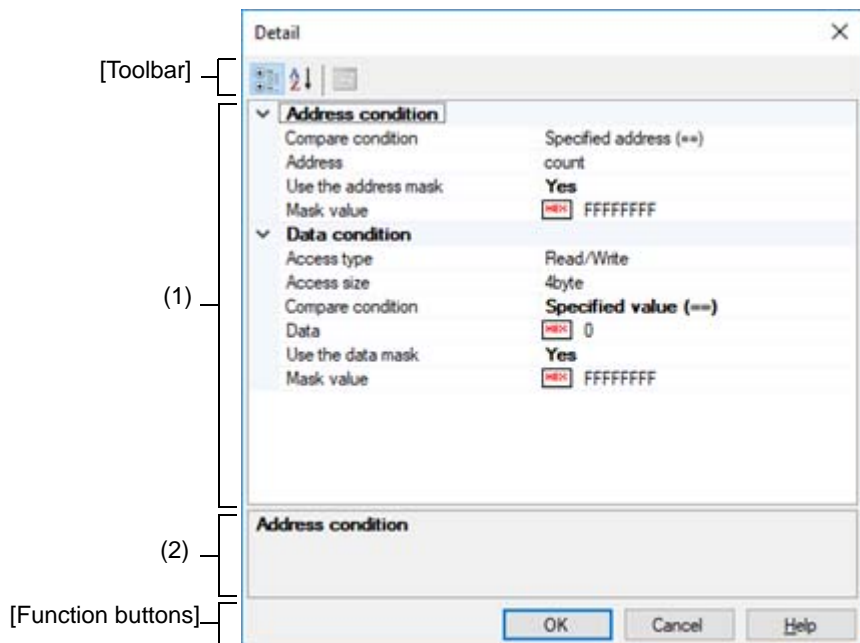 Detail
[Toolbar]
Address condition
Compare condition Specified address (==)
Address count
Use the address mask Yes
Mask value HEX FFFFFFFF
Data condition
Access type Read/Write
Access size 4byte
(1)
Compare condition Specified value (==)
Data HEX 0
Use the data mask Yes
Mask value HEX FFFFFFFF
Address condition
(2)
[Function buttons]
OK Cancel Help